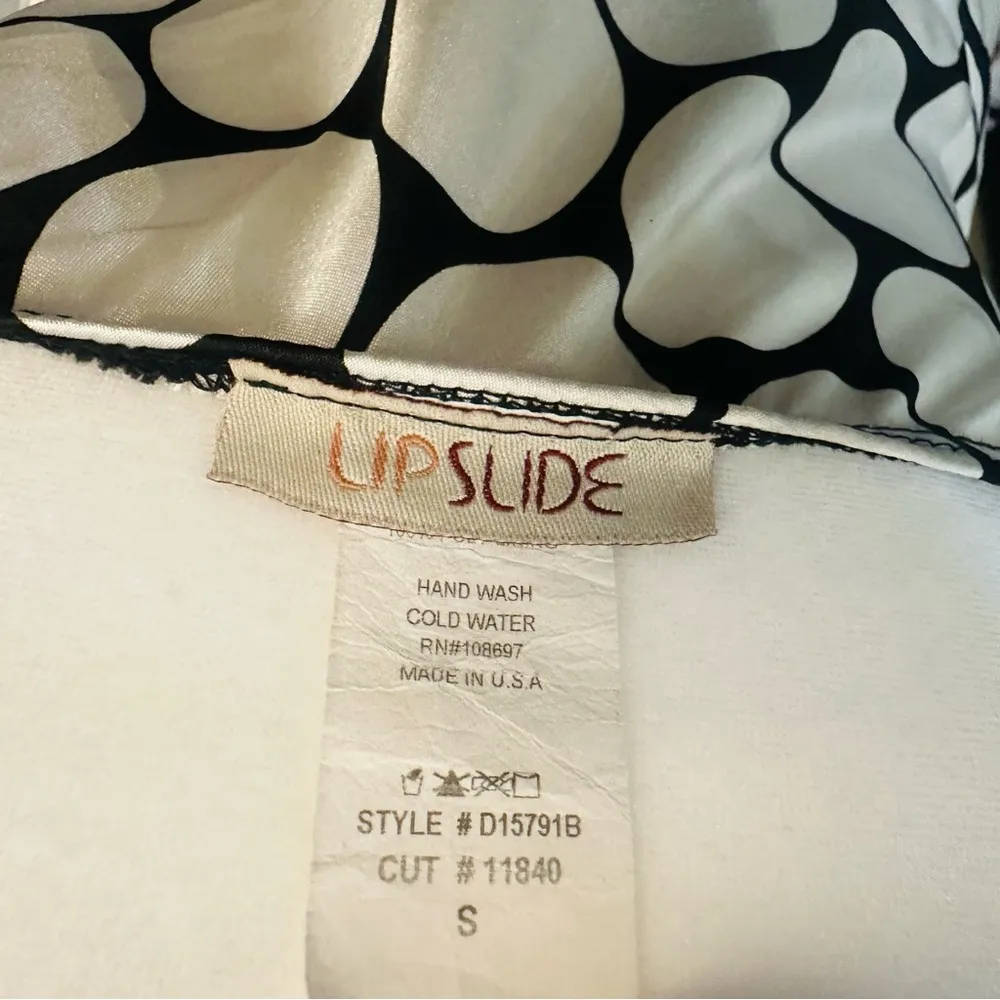 LIPSLIDE
HAND WASH
COLD WATER
RN#108697
MADE IN U.S.A
STYLE # D15791B
CUT # 11840
S